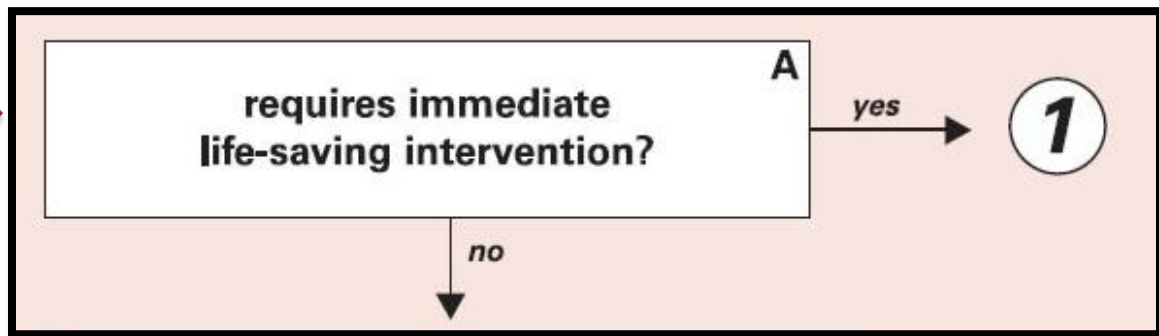 A
requires immediate
life-saving intervention?
yes
1
no